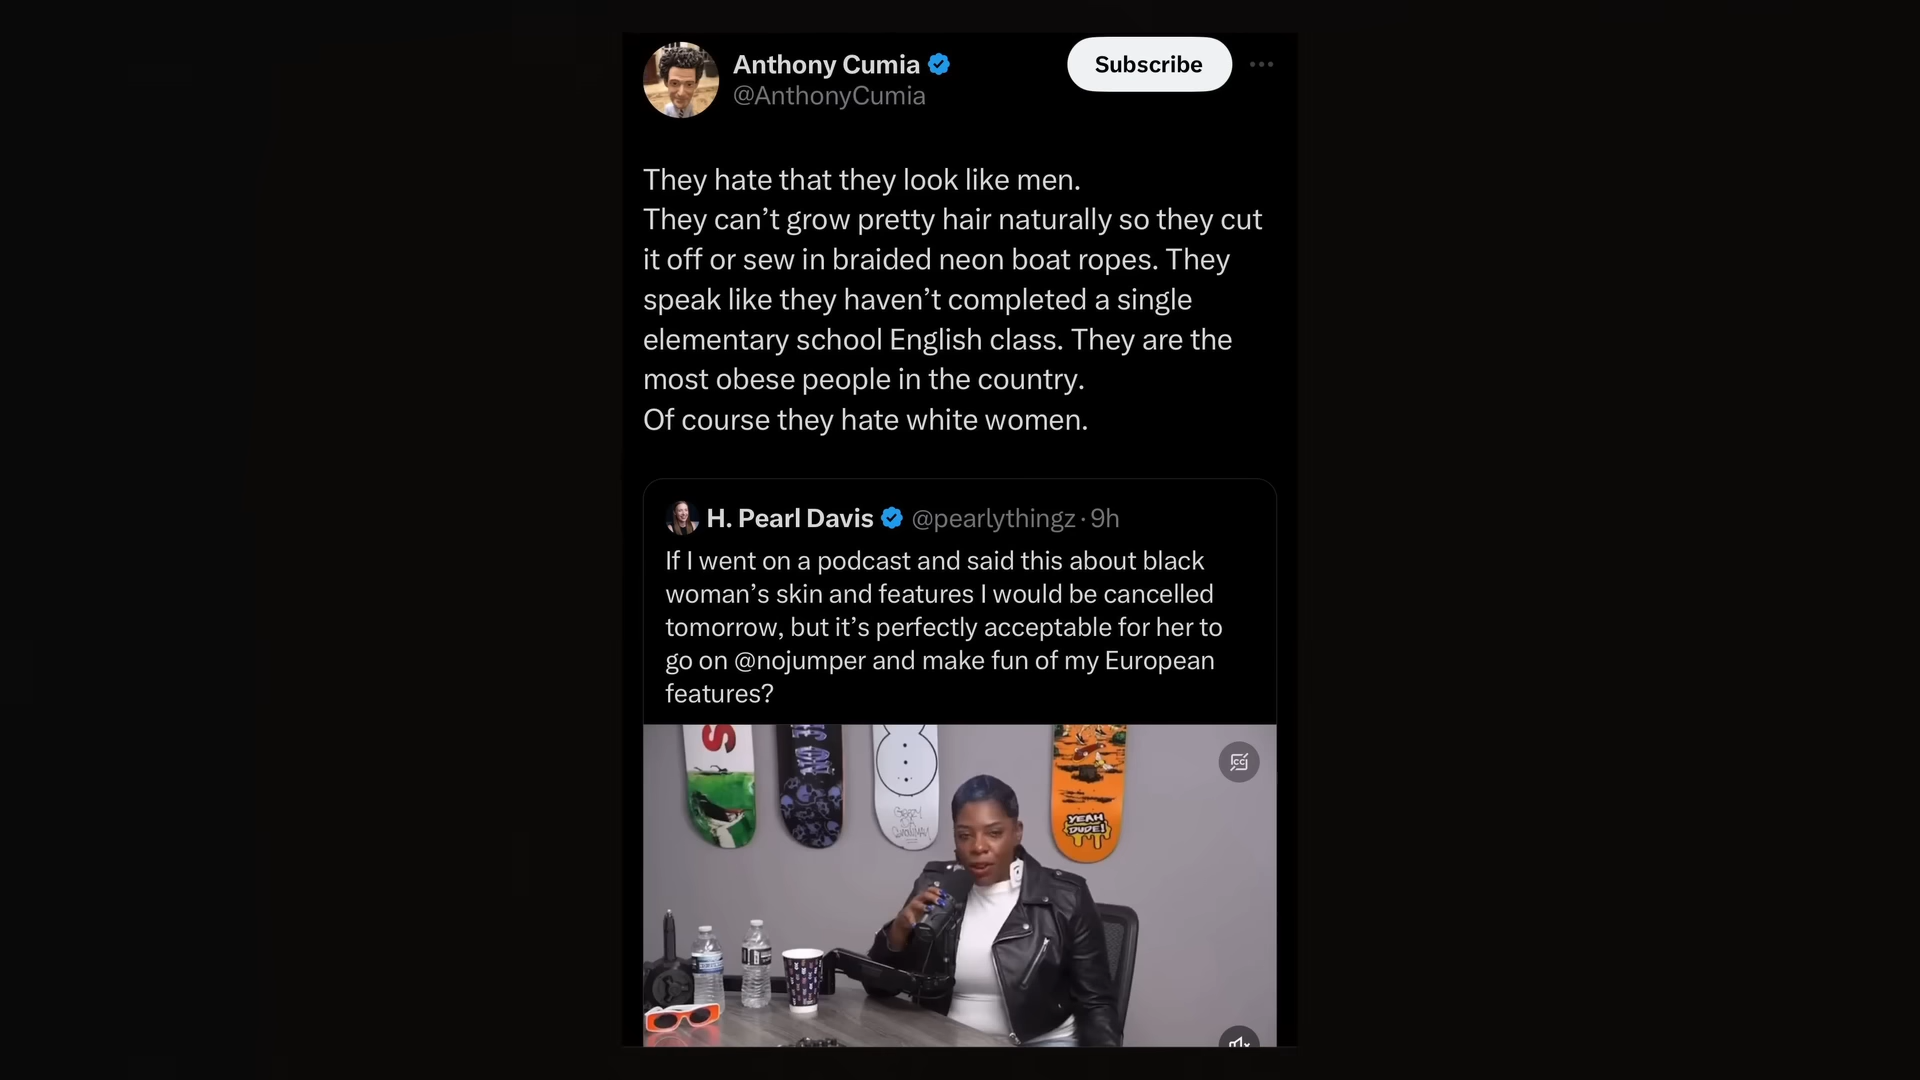 Anthony Cumia
Subscribe
@AnthonyCumia
They hate that they look like men.
They can’t grow pretty hair naturally so they cut
it off or sew in braided neon boat ropes. They
speak like they haven’t completed a single
elementary school English class. They are the
most obese people in the country.
Of course they hate white women.
H. Pearl Davis @pearlythingz · 9h
If I went on a podcast and said this about black
woman’s skin and features I would be cancelled
tomorrow, but it’s perfectly acceptable for her to
go on @nojumper and make fun of my European
features?
CC
YEAH
DUDE!